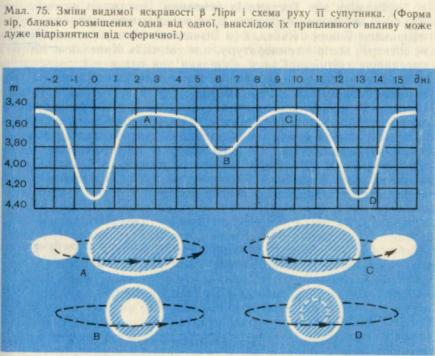 Мал. 75. Зміни видимої яскравості β Ліри і схема руху її супутника. (Форма
зір, близько розміщених одна від одної, внаслідок їх припливного впливу може
дуже відрізнятися від сферичної.)
-2 -1 0 1 2 3 4 5 6 7 8 9 10 11 12 13 14 15 дні
m
3,40
3,60
3,80
4,00
4,20
4,40
A
B
C
D
A
C
B
D